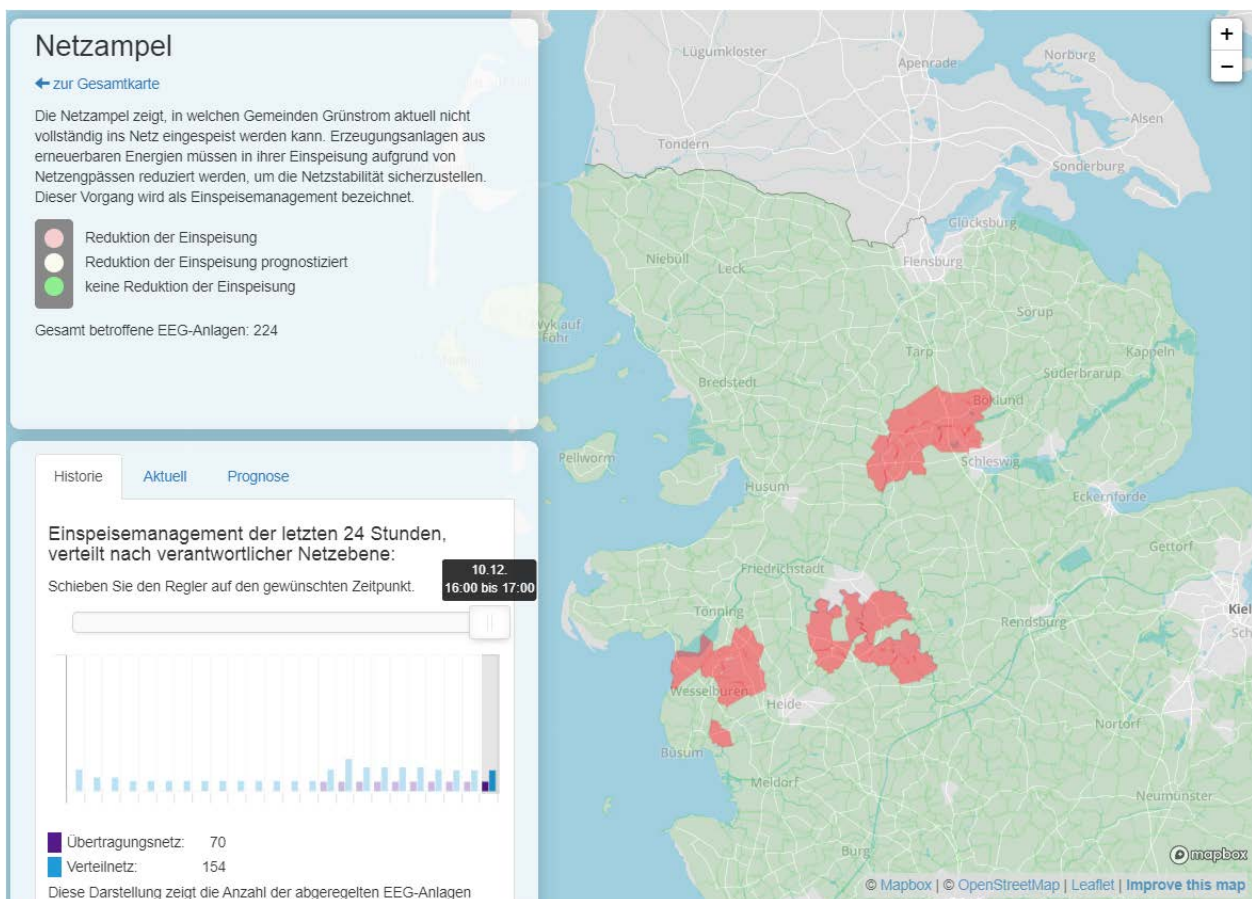 Netzampel
← zur Gesamtkarte
Die Netzampel zeigt, in welchen Gemeinden Grünstrom aktuell nicht
vollständig ins Netz eingespeist werden kann. Erzeugungsanlagen aus
erneuerbaren Energien müssen in ihrer Einspeisung aufgrund von
Netzengpässen reduziert werden, um die Netzstabilität sicherzustellen.
Dieser Vorgang wird als Einspeisemanagement bezeichnet.
Reduktion der Einspeisung
Reduktion der Einspeisung prognostiziert
keine Reduktion der Einspeisung
Gesamt betroffene EEG-Anlagen: 224
Historie
Aktuell
Prognose
Einspeisemanagement der letzten 24 Stunden,
verteilt nach verantwortlicher Netzebene:
Schieben Sie den Regler auf den gewünschten Zeitpunkt.
10.12.
16:00 bis 17:00
Übertragungsnetz: 70
Verteilnetz: 154
Diese Darstellung zeigt die Anzahl der abgeregelten EEG-Anlagen
+
−
Lügumkloster
Apenrade
Norburg
Alsen
Tondern
Sonderburg
Glücksburg
Niebüll
Leck
Flensburg
Wyk auf
Föhr
Sörup
Tarp
Kappeln
Süderbrarup
Bredstedt
Böklund
Pellworm
Schleswig
Husum
Eckernförde
Gettorf
Friedrichstadt
Tönning
Rendsburg
Kiel
Sch
Wesselburen
Heide
Nortorf
Büsum
Meldorf
Neumünster
Burg
mapbox
© Mapbox | © OpenStreetMap | Leaflet | Improve this map